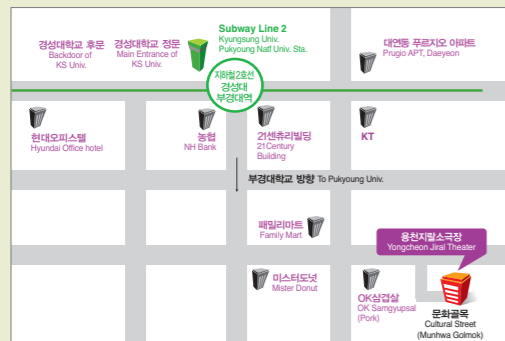 경성대학교 후문
Backdoor of
KS Univ.
경성대학교 정문
Main Entrance of
KS Univ.
Subway Line 2
Kyungsung Univ.
Pukyoung Nat'l Univ. Sta.
대연동 푸르지오 아파트
Prugio APT, Daeyeon
지하철 2호선
경성대
부경대역
현대오피스텔
Hyundai Office hotel
농협
NH Bank
21센츄리빌딩
21Century
Building
KT
부경대학교 방향 To Pukyoung Univ.
패밀리마트
Family Mart
용천지랄소극장
Yongcheon Jiral Theater
미스터도넛
Mister Donut
OK삼겹살
OK Samgyupsal
(Pork)
문화골목
Cultural Street
(Munhwa Golmok)